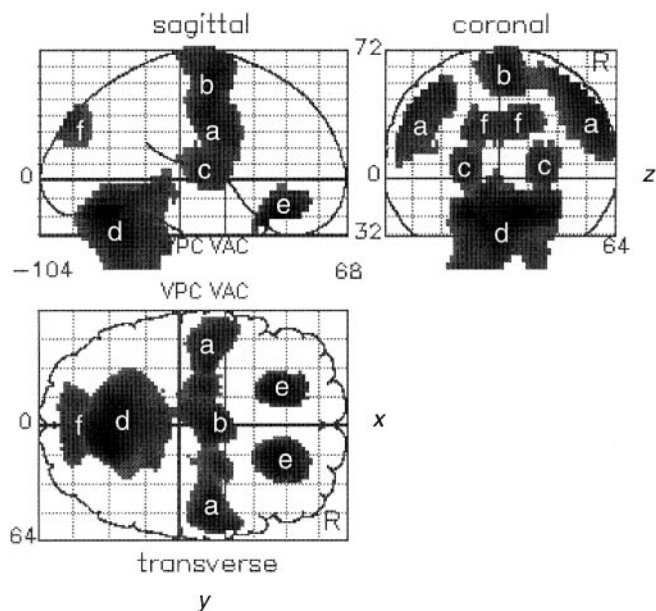 sagittal
coronal
72
R
b
b
f
a
a
f
f
a
c
c
c
0
0
z
e
d
d
32
VPC VAC
64
-104
68
VPC VAC
a
e
f
d
b
0
x
e
a
R
64
transverse
y